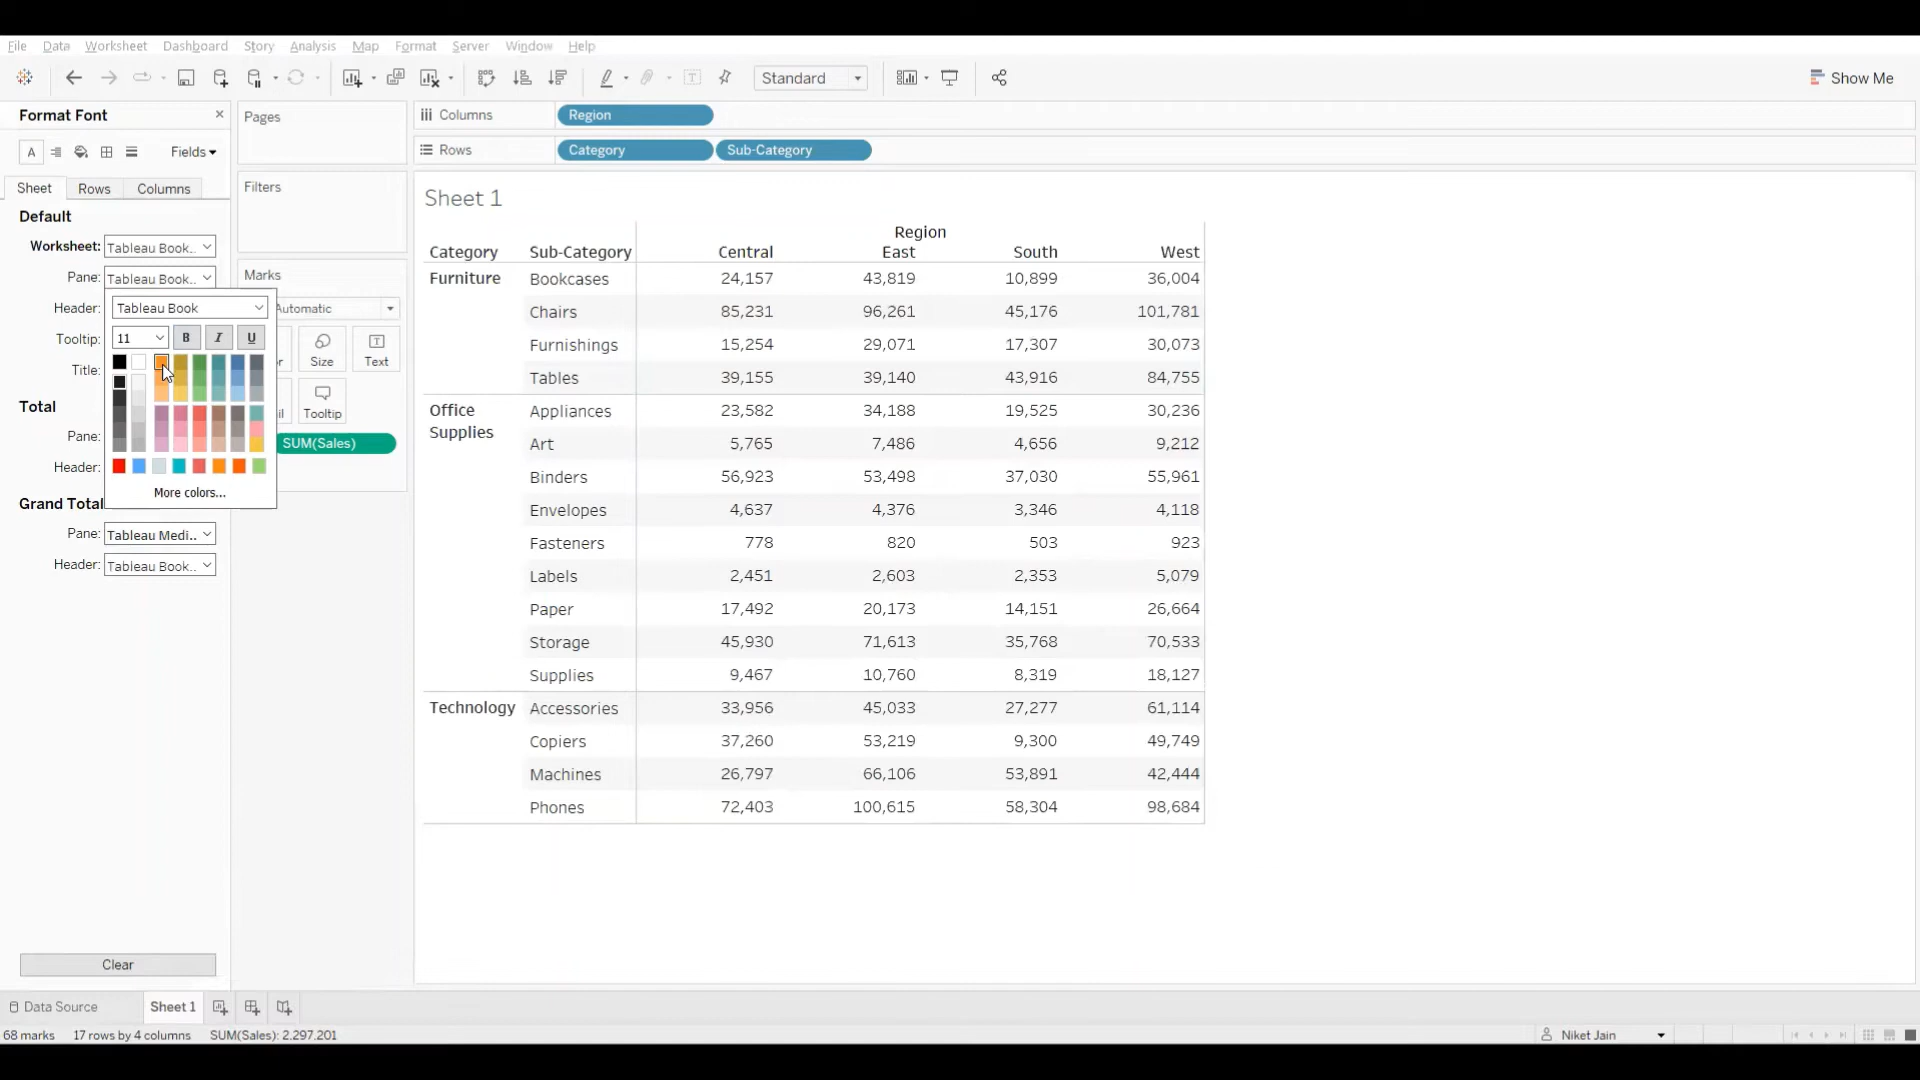 File Data Worksheet Dashboard Story Analysis Map Format Server Window Help
Standard
Show Me
Format Font
Fields
Sheet Rows Columns
Default
Worksheet: Tableau Book..
Pane: Tableau Book..
Header:
Tableau Book
Tooltip:
11 B I U
Title:
Total
Pane:
Header:
More colors...
Grand Total
Pane: Tableau Medi..
Header: Tableau Book..
Clear
Pages
Filters
Marks
Automatic
Size Text
Tooltip
SUM(Sales)
Columns Region
Rows Category Sub-Category
Sheet 1
Region
Category Sub-Category Central East South West
Furniture Bookcases 24,157 43,819 10,899 36,004
Chairs 85,231 96,261 45,176 101,781
Furnishings 15,254 29,071 17,307 30,073
Tables 39,155 39,140 43,916 84,755
Office Supplies Appliances 23,582 34,188 19,525 30,236
Art 5,765 7,486 4,656 9,212
Binders 56,923 53,498 37,030 55,961
Envelopes 4,637 4,376 3,346 4,118
Fasteners 778 820 503 923
Labels 2,451 2,603 2,353 5,079
Paper 17,492 20,173 14,151 26,664
Storage 45,930 71,613 35,768 70,533
Supplies 9,467 10,760 8,319 18,127
Technology Accessories 33,956 45,033 27,277 61,114
Copiers 37,260 53,219 9,300 49,749
Machines 26,797 66,106 53,891 42,444
Phones 72,403 100,615 58,304 98,684
Data Source Sheet 1
68 marks 17 rows by 4 columns SUM(Sales): 2.297.201
Niket Jain